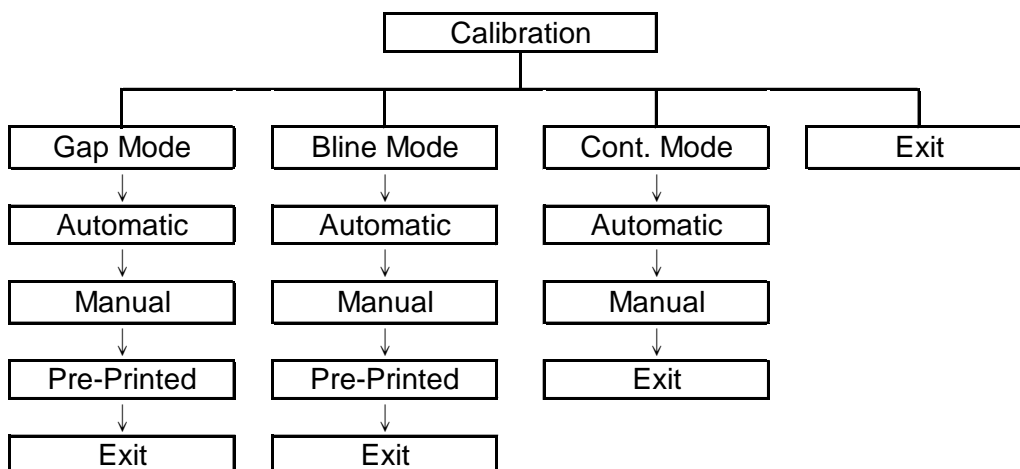 Calibration
Gap Mode
Bline Mode
Cont. Mode
Exit
Automatic
Automatic
Automatic
Manual
Manual
Manual
Pre-Printed
Pre-Printed
Exit
Exit
Exit